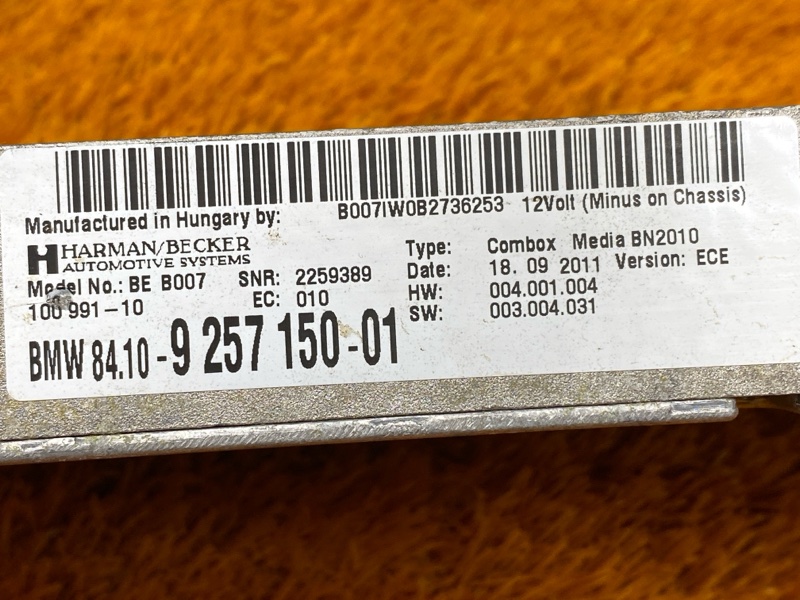 B007IW0B2736253 12Volt (Minus on Chassis)
Manufactured in Hungary by:
HARMAN/BECKER
AUTOMOTIVE SYSTEMS
Model No.: BE B007 SNR: 2259389
100 991-10 EC: 010
BMW 84.10-9 257 150-01
Type: Combox Media BN2010
Date: 18. 09 2011 Version: ECE
HW: 004.001.004
SW: 003.004.031